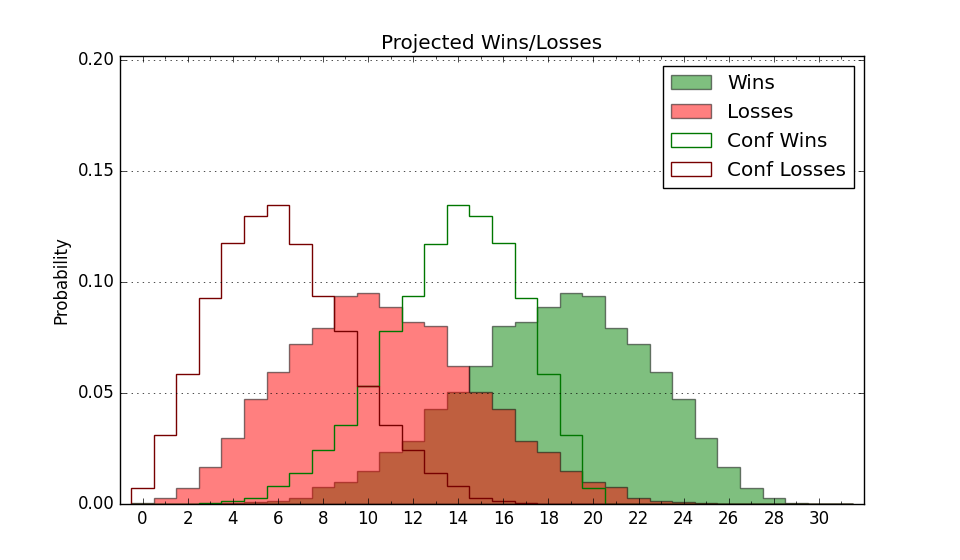 Projected Wins/Losses
Wins
Losses
Conf Wins
Conf Losses
Probability
0.20
0.15
0.10
0.05
0.00
0 2 4 6 8 10 12 14 16 18 20 22 24 26 28 30